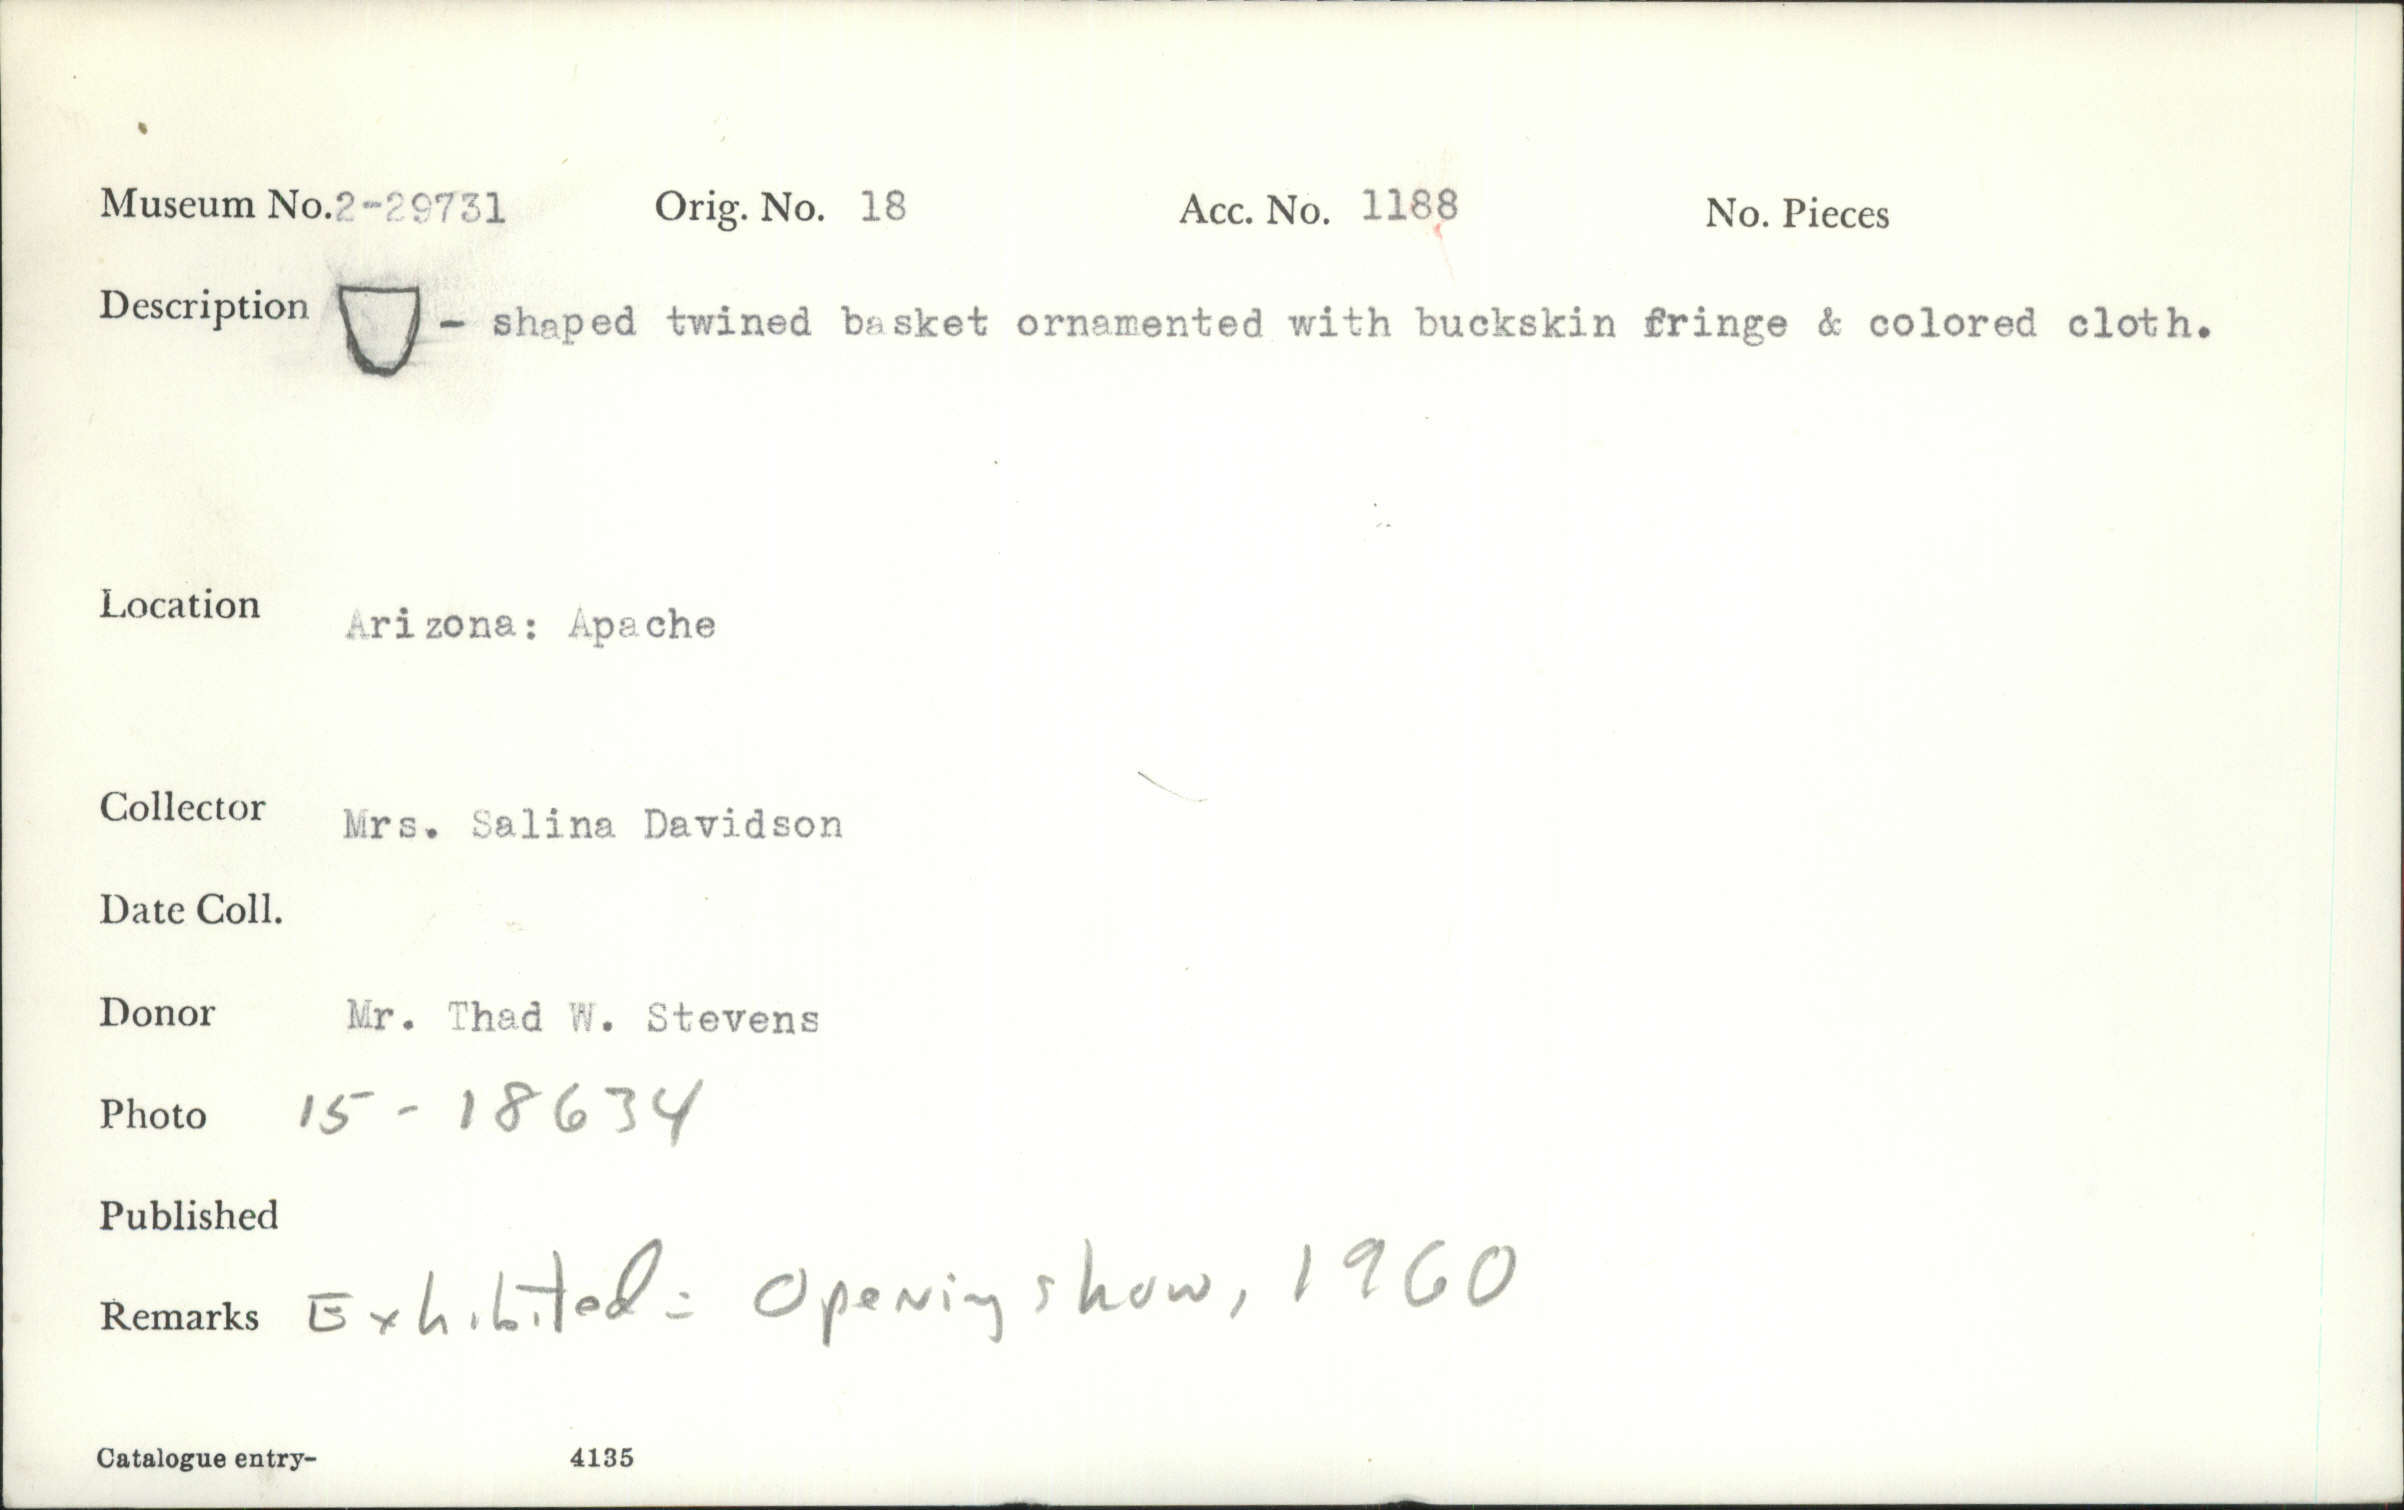 Museum No. 2-29731 Orig. No. 18 Acc. No. 1188 No. Pieces
Description - shaped twined basket ornamented with buckskin fringe & colored cloth.
Location Arizona: Apache
Collector Mrs. Salina Davidson
Date Coll.
Donor Mr. Thad W. Stevens
Photo 15-18634
Published
Remarks Exhibited: Opening show, 1960
Catalogue entry- 4135